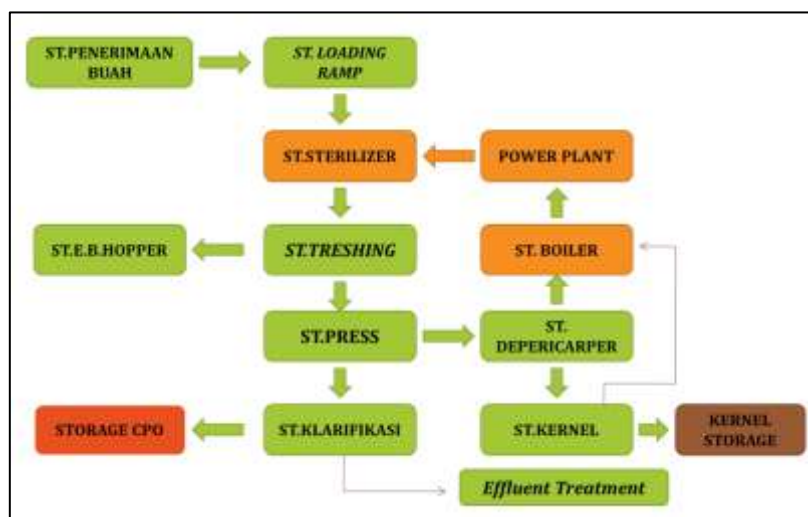 ST.PENERIMAAN
BUAH
ST. LOADING
RAMP
ST.STERILIZER
POWER PLANT
ST.E.B.HOPPER
ST.TRESHING
ST. BOILER
ST.PRESS
ST.
DEPERICARPER
STORAGE CPO
ST.KLARIFIKASI
ST.KERNEL
KERNEL
STORAGE
Effluent Treatment